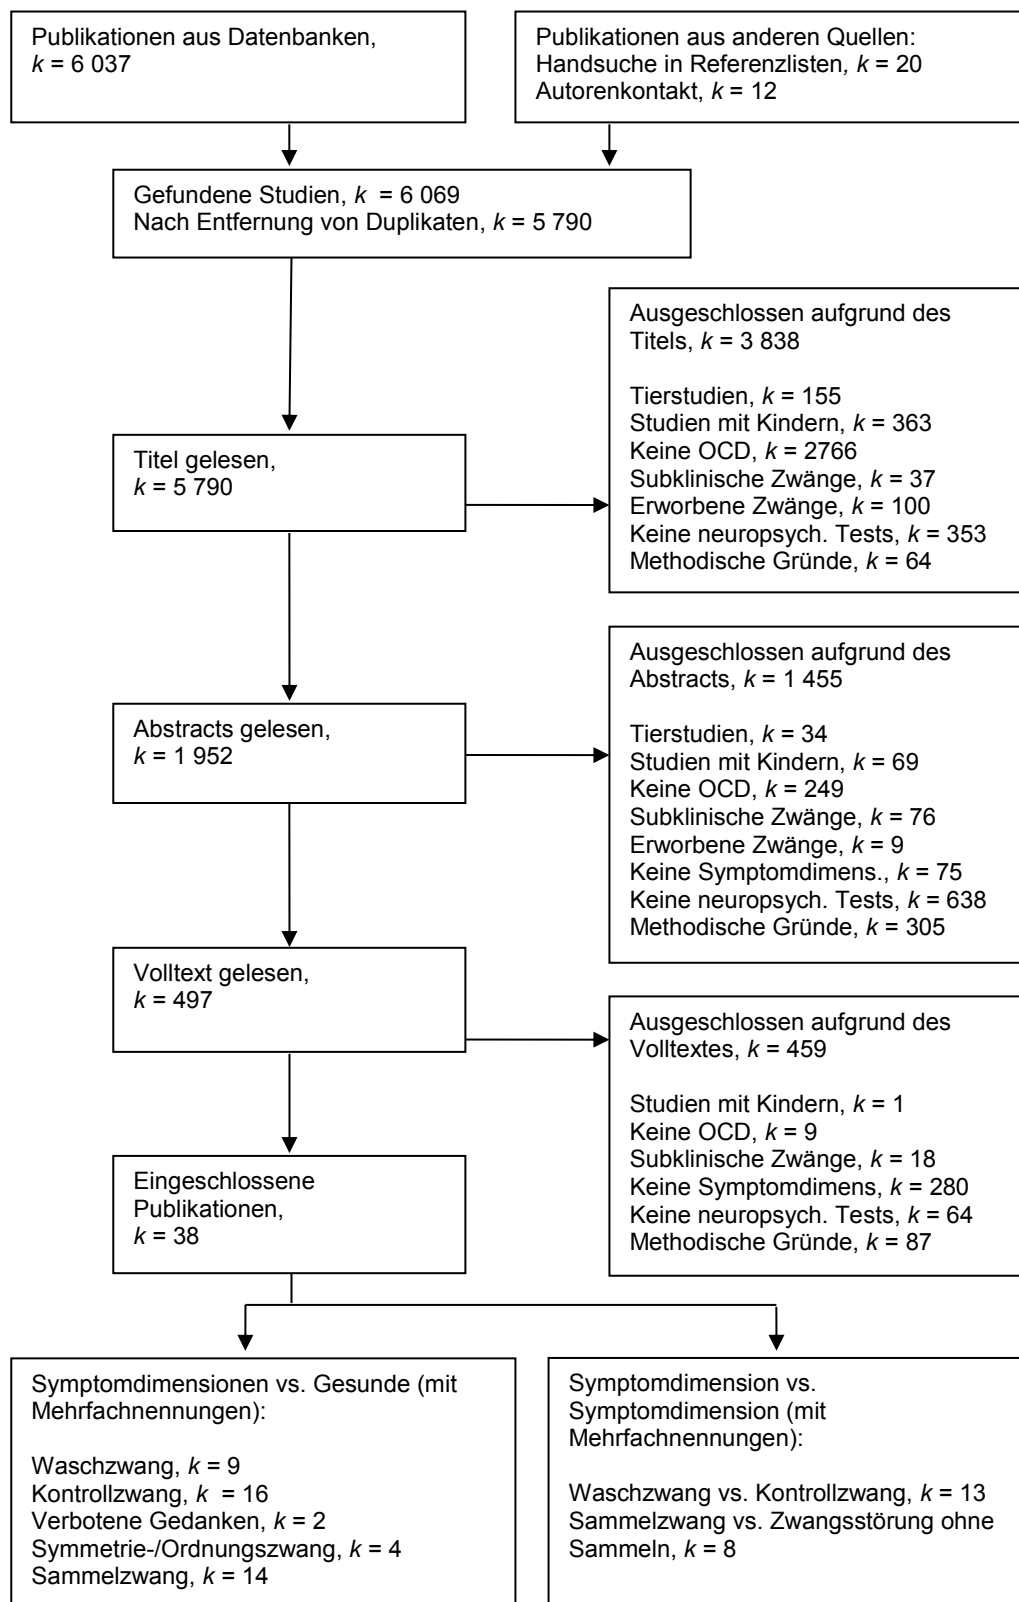 Publikationen aus Datenbanken,
k = 6 037
Publikationen aus anderen Quellen:
Handsuche in Referenzlisten, k = 20
Autorenkontakt, k = 12
Gefundene Studien, k = 6 069
Nach Entfernung von Duplikaten, k = 5 790
Ausgeschlossen aufgrund des
Titels, k = 3 838
Tierstudien, k = 155
Studien mit Kindern, k = 363
Keine OCD, k = 2766
Subklinische Zwänge, k = 37
Erworbene Zwänge, k = 100
Keine neuropsych. Tests, k = 353
Methodische Gründe, k = 64
Titel gelesen,
k = 5 790
Ausgeschlossen aufgrund des
Abstracts, k = 1 455
Tierstudien, k = 34
Studien mit Kindern, k = 69
Keine OCD, k = 249
Subklinische Zwänge, k = 76
Erworbene Zwänge, k = 9
Keine Symptomdimens., k = 75
Keine neuropsych. Tests, k = 638
Methodische Gründe, k = 305
Abstracts gelesen,
k = 1 952
Volltext gelesen,
k = 497
Ausgeschlossen aufgrund des
Volltextes, k = 459
Studien mit Kindern, k = 1
Keine OCD, k = 9
Subklinische Zwänge, k = 18
Keine Symptomdimens, k = 280
Keine neuropsych. Tests, k = 64
Methodische Gründe, k = 87
Eingeschlossene
Publikationen,
k = 38
Symptomdimensionen vs. Gesunde (mit
Mehrfachnennungen):
Waschzwang, k = 9
Kontrollzwang, k = 16
Verbotene Gedanken, k = 2
Symmetrie-/Ordnungszwang, k = 4
Sammelzwang, k = 14
Symptomdimension vs.
Symptomdimension (mit
Mehrfachnennungen):
Waschzwang vs. Kontrollzwang, k = 13
Sammelzwang vs. Zwangsstörung ohne
Sammeln, k = 8